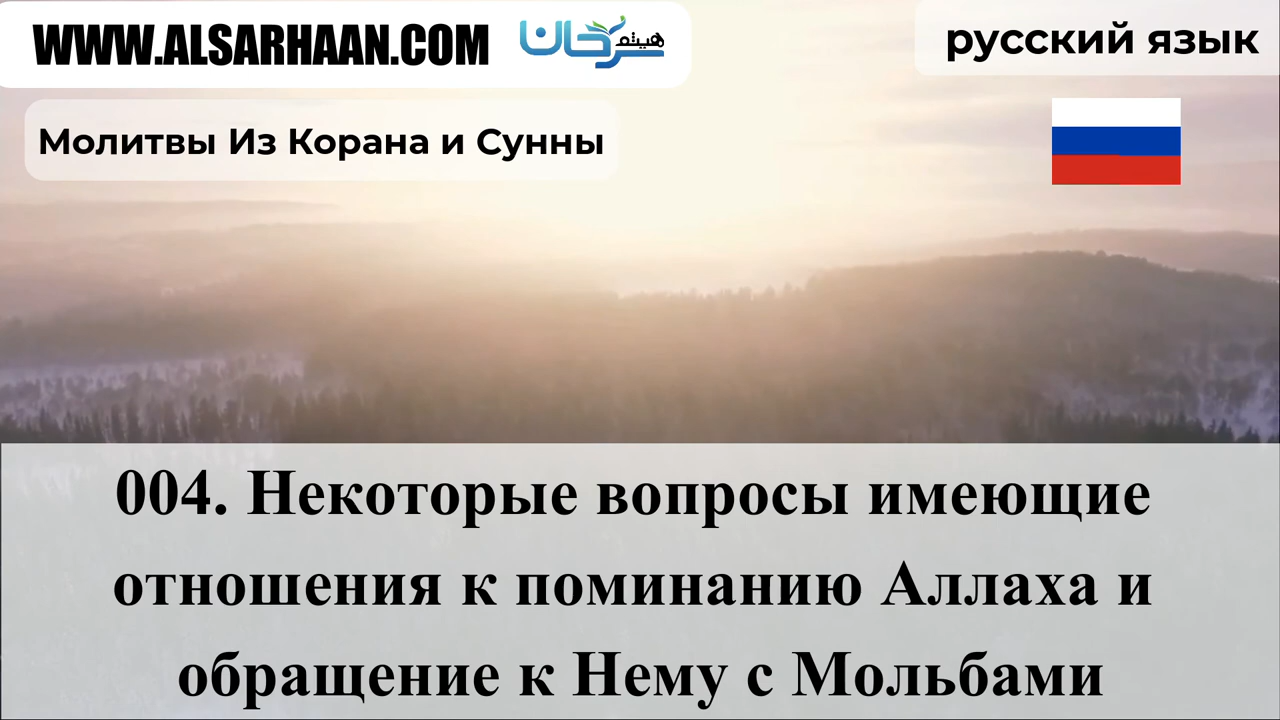 WWW.ALSARHAAN.COM
هيثم
سرحان
русский язык
Молитвы Из Корана и Сунны
004. Некоторые вопросы имеющие
отношения к поминанию Аллаха и
обращение к Нему с Мольбами